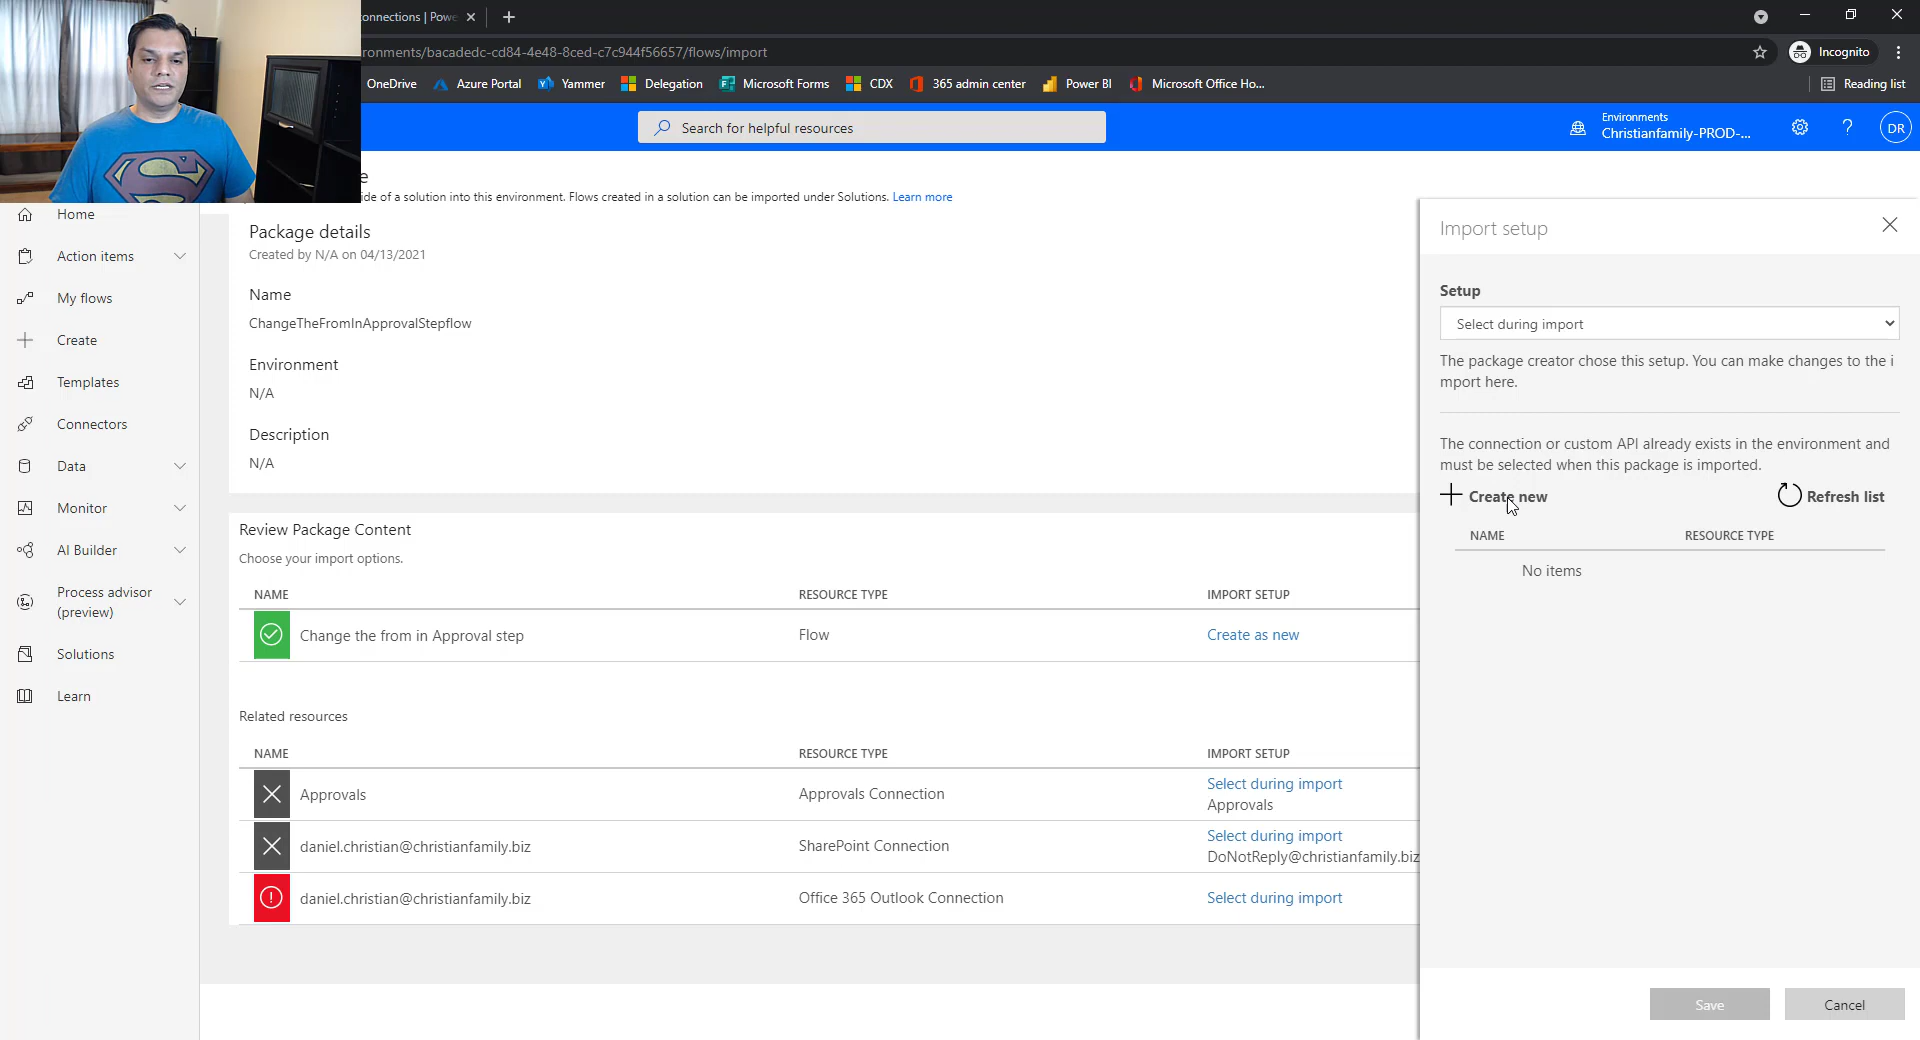 onnections | Powe
ronments/bacadedc-cd84-4e48-8ced-c7c944f56657/flows/import
Incognito
OneDrive
Azure Portal
Yammer
Delegation
Microsoft Forms
CDX
365 admin center
Power BI
Microsoft Office Ho...
Reading list
Search for helpful resources
Environments
Christianfamily-PROD-...
?
DR
e
ide of a solution into this environment. Flows created in a solution can be imported under Solutions. Learn more
Home
Action items
My flows
Create
Templates
Connectors
Data
Monitor
AI Builder
Process advisor
(preview)
Solutions
Learn
Package details
Created by N/A on 04/13/2021
Name
ChangeTheFromInApprovalStepflow
Environment
N/A
Description
N/A
Review Package Content
Choose your import options.
NAME RESOURCE TYPE IMPORT SETUP
Change the from in Approval step Flow Create as new
Related resources
NAME RESOURCE TYPE IMPORT SETUP
Approvals Approvals Connection Select during import
Approvals
daniel.christian@christianfamily.biz SharePoint Connection Select during import
DoNotReply@christianfamily.biz
daniel.christian@christianfamily.biz Office 365 Outlook Connection Select during import
Import setup
Setup
Select during import
The package creator chose this setup. You can make changes to the i
mport here.
The connection or custom API already exists in the environment and
must be selected when this package is imported.
Create new Refresh list
NAME RESOURCE TYPE
No items
Save Cancel